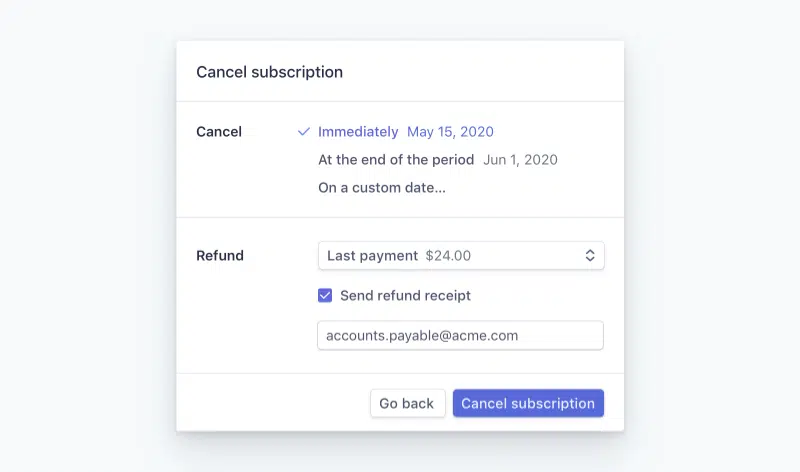 Cancel subscription
Cancel
Immediately May 15, 2020
At the end of the period Jun 1, 2020
On a custom date...
Refund
Last payment $24.00
Send refund receipt
accounts.payable@acme.com
Go back
Cancel subscription